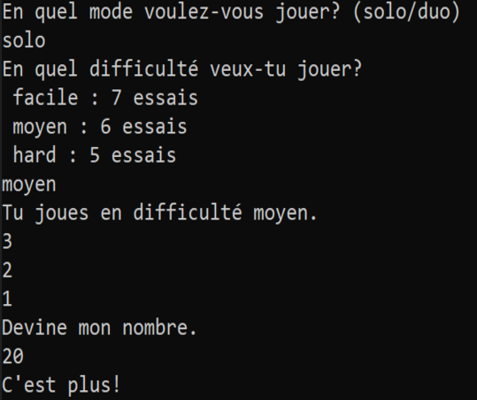 En quel mode voulez-vous jouer? (solo/duo)
solo
En quel difficulté veux-tu jouer?
facile : 7 essais
moyen : 6 essais
hard : 5 essais
moyen
Tu joues en difficulté moyen.
3
2
1
Devine mon nombre.
20
C'est plus!